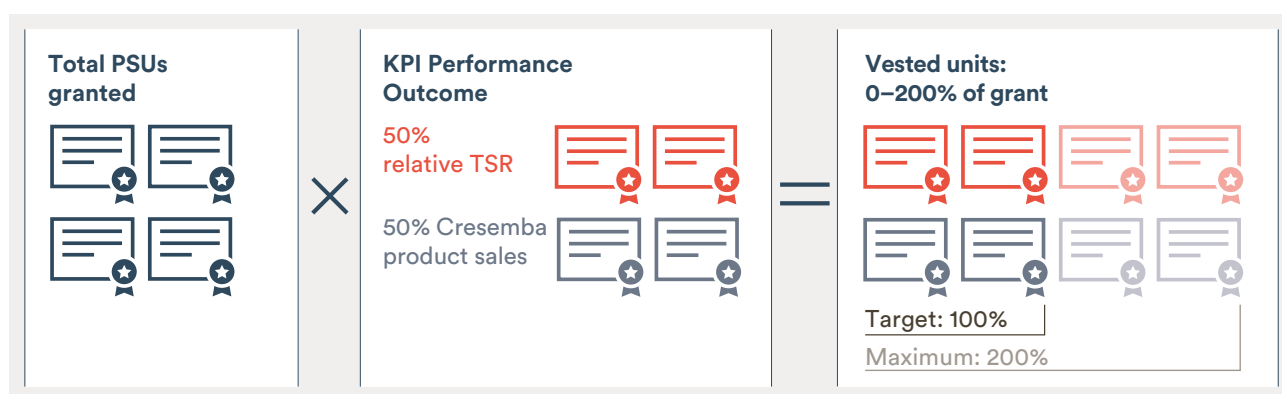 Total PSUs
granted
KPI Performance
Outcome
50%
relative TSR
50% Cresemba
product sales
Vested units:
0–200% of grant
Target: 100%
Maximum: 200%